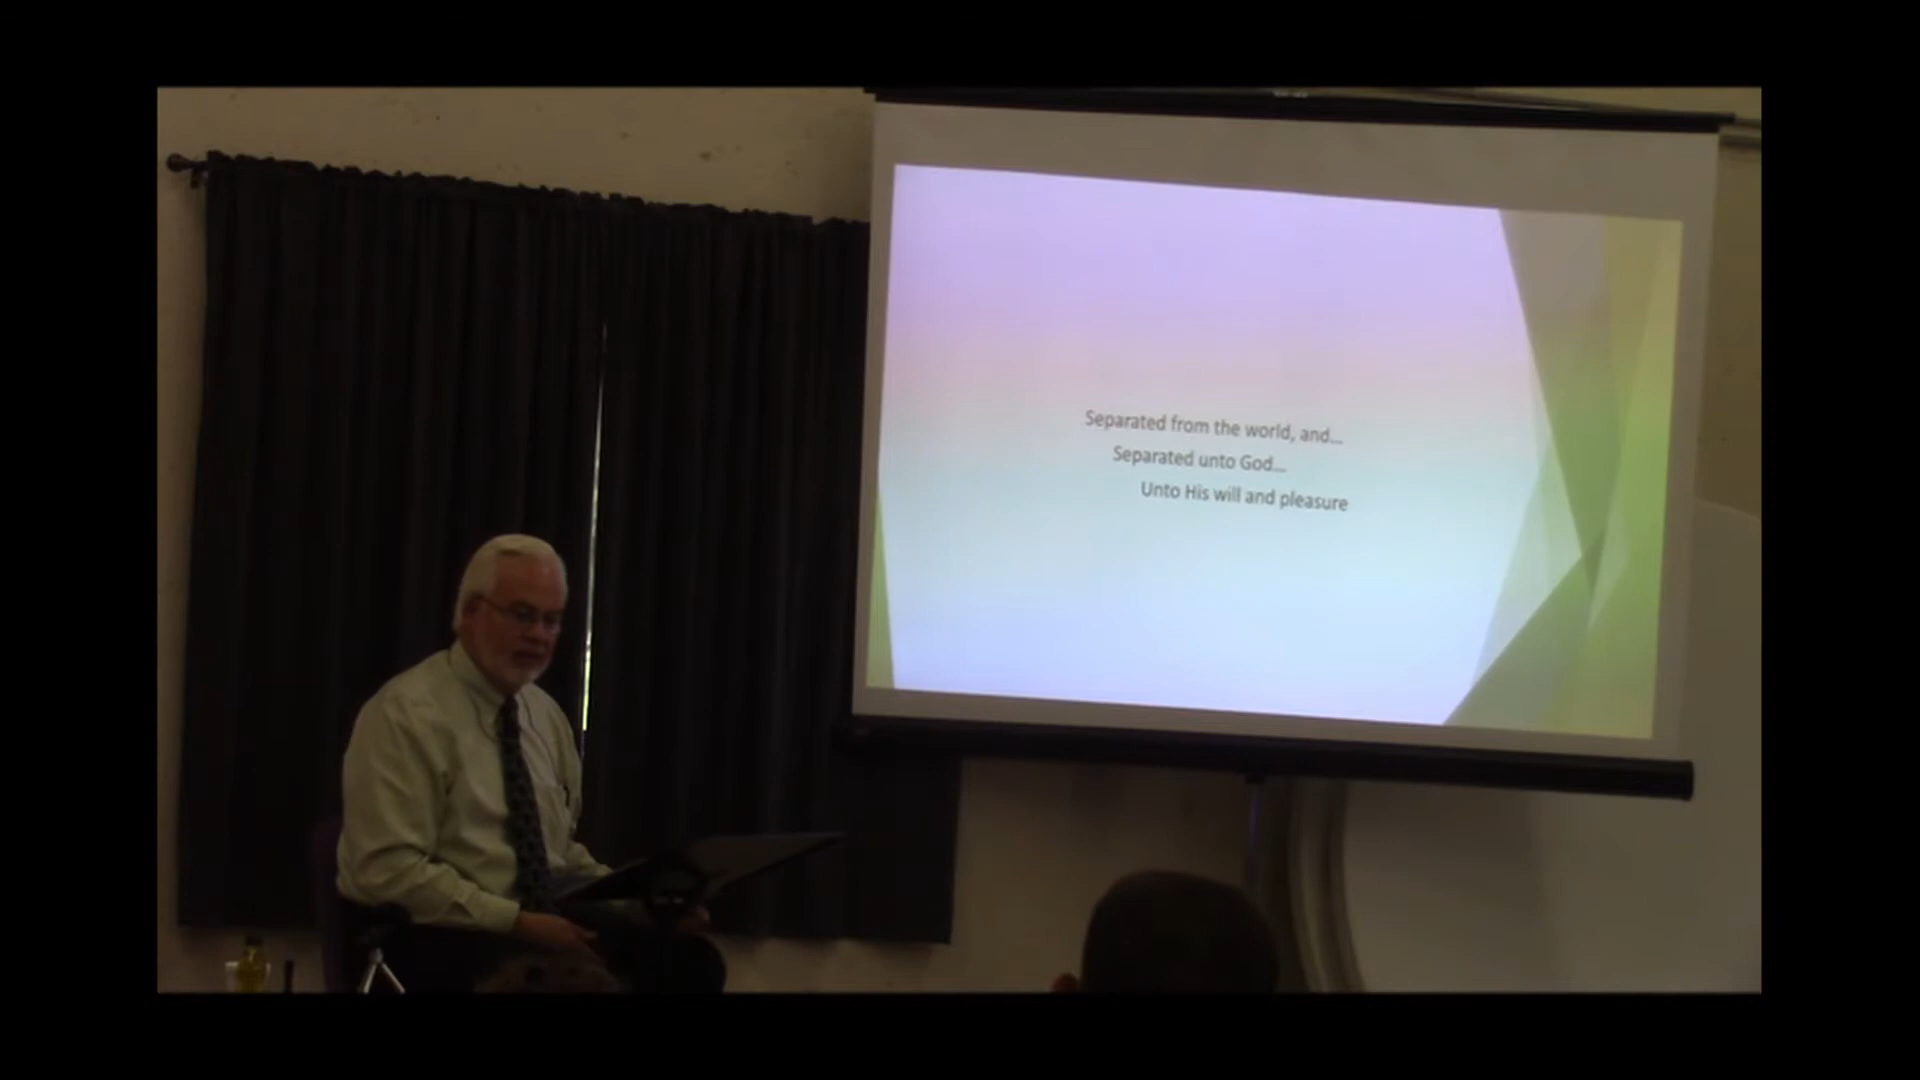 Separated from the world, and...
Separated unto God...
Unto His will and pleasure